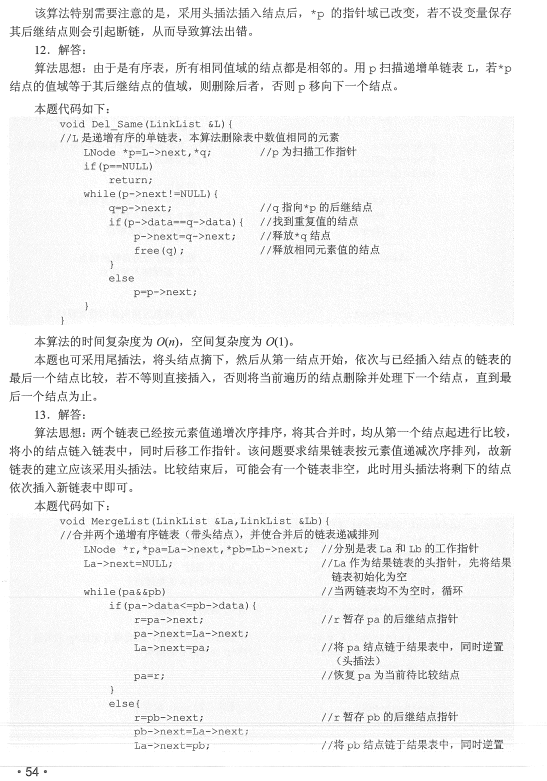 该算法特别需要注意的是，采用头插法插入结点后，*p 的指针域已改变，若不设变量保存
其后继结点则会引起断链，从而导致算法出错。
12．解答：
算法思想：由于是有序表，所有相同值域的结点都是相邻的。用 p 扫描递增单链表 L，若*p
结点的值域等于其后继结点的值域，则删除后者，否则 p 移向下一个结点。
本题代码如下：
void Del_Same(LinkList &L){
//L 是递增有序的单链表，本算法删除表中数值相同的元素
LNode *p=L->next,*q; //p 为扫描工作指针
if(p==NULL)
return;
while(p->next!=NULL){
q=p->next; //q 指向*p 的后继结点
if(p->data==q->data){ //找到重复值的结点
p->next=q->next; //释放*q 结点
free(q); //释放相同元素值的结点
}
else
p=p->next;
}
}
本算法的时间复杂度为 O(n)，空间复杂度为 O(1)。
本题也可采用尾插法，将头结点摘下，然后从第一结点开始，依次与已经插入结点的链表的
最后一个结点比较，若不等则直接插入，否则将当前遍历的结点删除并处理下一个结点，直到最
后一个结点为止。
13．解答：
算法思想：两个链表已经按元素值递增次序排序，将其合并时，均从第一个结点起进行比较，
将小的结点链入链表中，同时后移工作指针。该问题要求结果链表按元素值递减次序排列，故新
链表的建立应该采用头插法。比较结束后，可能会有一个链表非空，此时用头插法将剩下的结点
依次插入新链表中即可。
本题代码如下：
void MergeList(LinkList &La,LinkList &Lb){
//合并两个递增有序链表（带头结点），并使合并后的链表递减排列
LNode *r,*pa=La->next,*pb=Lb->next; //分别是表 La 和 Lb 的工作指针
La->next=NULL; //La 作为结果链表的头指针，先将结果
链表初始化为空
while(pa&&pb) //当两链表均不为空时，循环
if(pa->data<=pb->data){
r=pa->next; //r 暂存 pa 的后继结点指针
pa->next=La->next;
La->next=pa; //将 pa 结点链于结果表中，同时逆置
（头插法）
pa=r; //恢复 pa 为当前待比较结点
}
else{
r=pb->next; //r 暂存 pb 的后继结点指针
pb->next=La->next;
La->next=pb; //将 pb 结点链于结果表中，同时逆置
· 54 ·